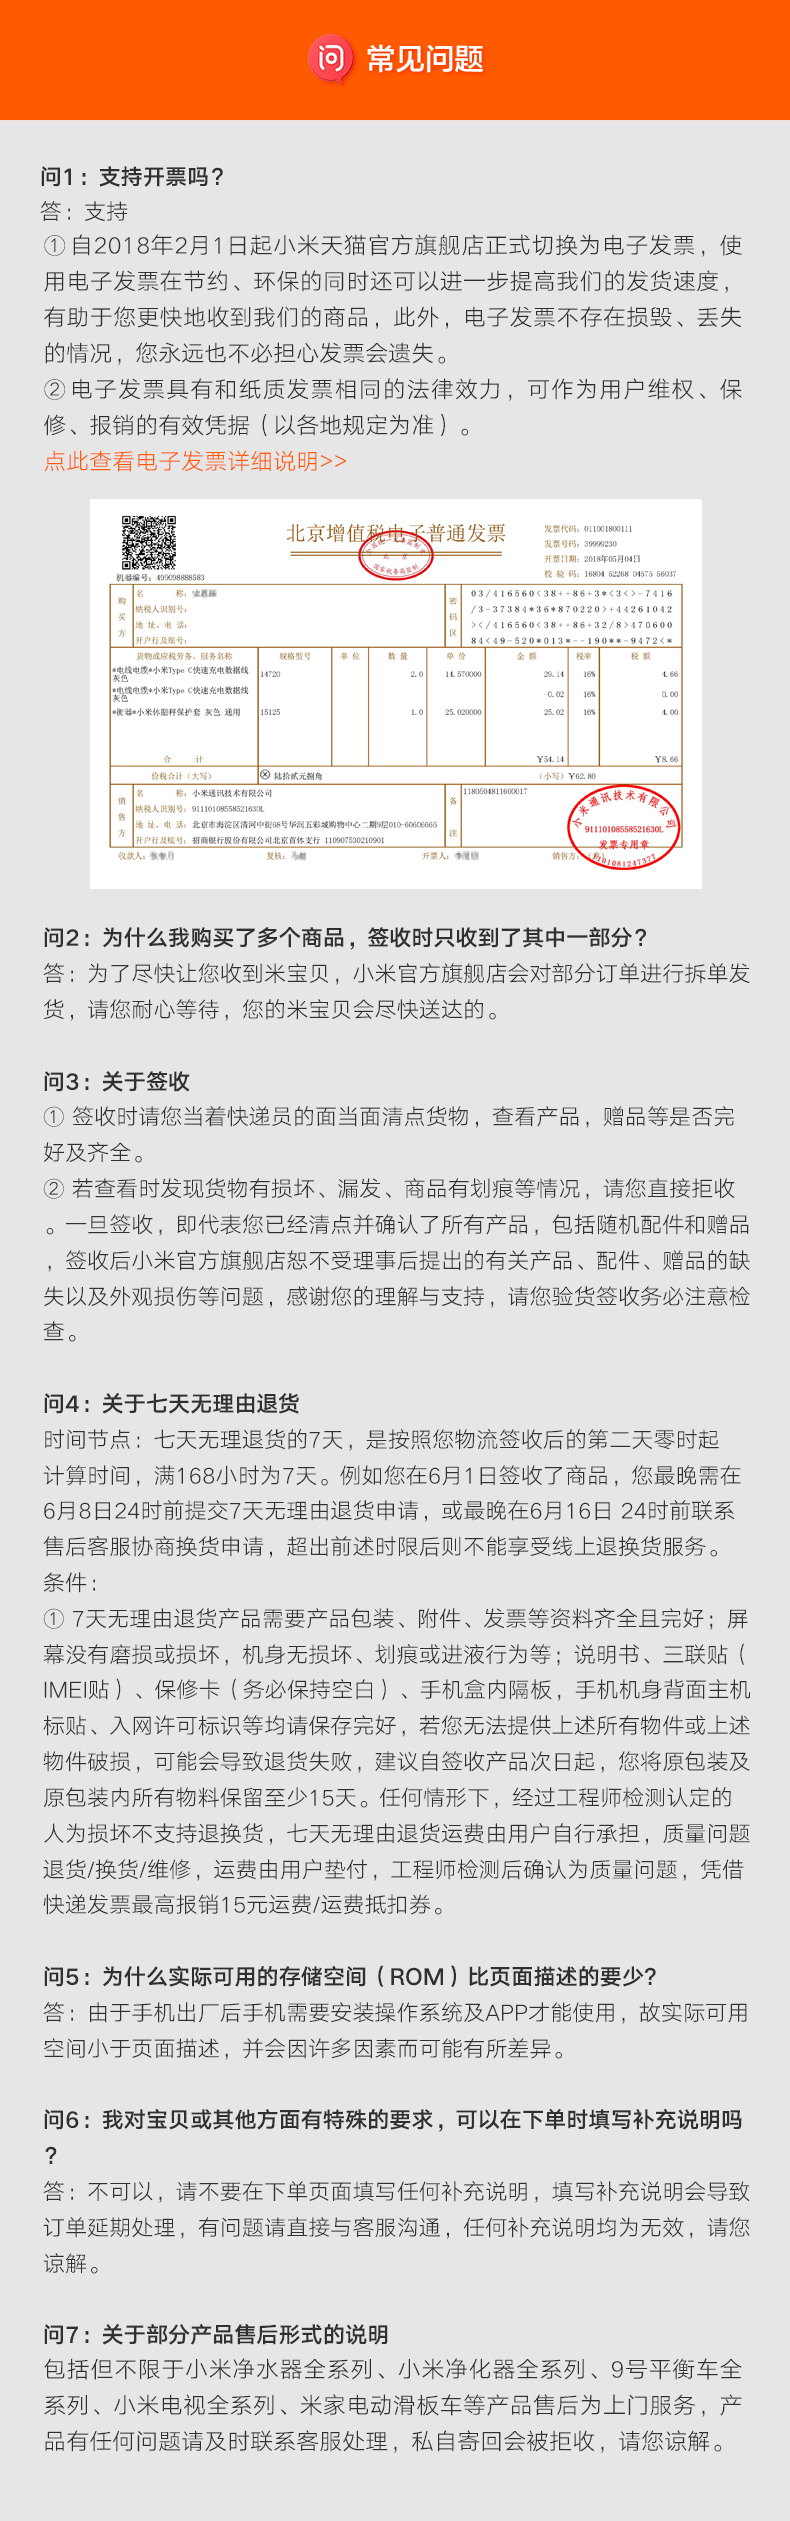 问 常见问题
问1：支持开票吗？
答：支持
① 自2018年2月1日起小米天猫官方旗舰店正式切换为电子发票，使
用电子发票在节约、环保的同时还可以进一步提高我们的发货速度，
有助于您更快地收到我们的商品，此外，电子发票不存在损毁、丢失
的情况，您永远也不必担心发票会遗失。
② 电子发票具有和纸质发票相同的法律效力，可作为用户维权、保
修、报销的有效凭据（以各地规定为准）。
点此查看电子发票详细说明>>
北京增值税电子普通发票
发票代码：011001800111
发票号码：39999230
开票日期：2018年05月04日
校 验 码：16804 52268 04575 56037
机器编号：499098888583
购买方
名 称：
纳税人识别号：
地 址、电 话：
开户行及账号：
密码区
03/416560<38++86+3*<3<>-7416
/3-37384*36*870220>+44261042
></416560<38++86+32/8>470600
84<49-520*013*--190**-9472<*
货物或应税劳务、服务名称 规格型号 单 位 数 量 单 价 金 额 税率 税 额
*电线电缆*小米Type C快速充电数据线 灰色 14720 2.0 14.570000 29.14 16% 4.66
*电线电缆*小米Type C快速充电数据线 灰色 -0.02 16% 0.00
*衡器*小米体脂秤保护套 灰色 通用 15125 1.0 25.020000 25.02 16% 4.00
合 计 ￥54.14 ￥8.66
价税合计（大写） ⊗ 陆拾贰元捌角 （小写）￥62.80
销售方
名 称：小米通讯技术有限公司
纳税人识别号：91110108558521630L
地 址、电 话：北京市海淀区清河中街68号华润五彩城购物中心二期9层010-60606665
开户行及账号：招商银行股份有限公司北京首体支行 110907530210901
备注
1180504811600017
小米通讯技术有限公司
91110108558521630L
发票专用章
收款人： 复核： 开票人： 销售方：（章）
问2：为什么我购买了多个商品，签收时只收到了其中一部分？
答：为了尽快让您收到米宝贝，小米官方旗舰店会对部分订单进行拆单发
货，请您耐心等待，您的米宝贝会尽快送达的。
问3：关于签收
① 签收时请您当着快递员的面当面清点货物，查看产品，赠品等是否完
好及齐全。
② 若查看时发现货物有损坏、漏发、商品有划痕等情况，请您直接拒收
。一旦签收，即代表您已经清点并确认了所有产品，包括随机配件和赠品
，签收后小米官方旗舰店恕不受理事后提出的有关产品、配件、赠品的缺
失以及外观损伤等问题，感谢您的理解与支持，请您验货签收务必注意检
查。
问4：关于七天无理由退货
时间节点：七天无理退货的7天，是按照您物流签收后的第二天零时起
计算时间，满168小时为7天。例如您在6月1日签收了商品，您最晚需在
6月8日24时前提交7天无理由退货申请，或最晚在6月16日 24时前联系
售后客服协商换货申请，超出前述时限后则不能享受线上退换货服务。
条件：
① 7天无理由退货产品需要产品包装、附件、发票等资料齐全且完好；屏
幕没有磨损或损坏，机身无损坏、划痕或进液行为等；说明书、三联贴（
IMEI贴）、保修卡（务必保持空白）、手机盒内隔板，手机机身背面主机
标贴、入网许可标识等均请保存完好，若您无法提供上述所有物件或上述
物件破损，可能会导致退货失败，建议自签收产品次日起，您将原包装及
原包装内所有物料保留至少15天。任何情形下，经过工程师检测认定的
人为损坏不支持退换货，七天无理由退货运费由用户自行承担，质量问题
退货/换货/维修，运费由用户垫付，工程师检测后确认为质量问题，凭借
快递发票最高报销15元运费/运费抵扣券。
问5：为什么实际可用的存储空间（ROM）比页面描述的要少？
答：由于手机出厂后手机需要安装操作系统及APP才能使用，故实际可用
空间小于页面描述，并会因许多因素而可能有所差异。
问6：我对宝贝或其他方面有特殊的要求，可以在下单时填写补充说明吗
？
答：不可以，请不要在下单页面填写任何补充说明，填写补充说明会导致
订单延期处理，有问题请直接与客服沟通，任何补充说明均为无效，请您
谅解。
问7：关于部分产品售后形式的说明
包括但不限于小米净水器全系列、小米净化器全系列、9号平衡车全
系列、小米电视全系列、米家电动滑板车等产品售后为上门服务，产
品有任何问题请及时联系客服处理，私自寄回会被拒收，请您谅解。